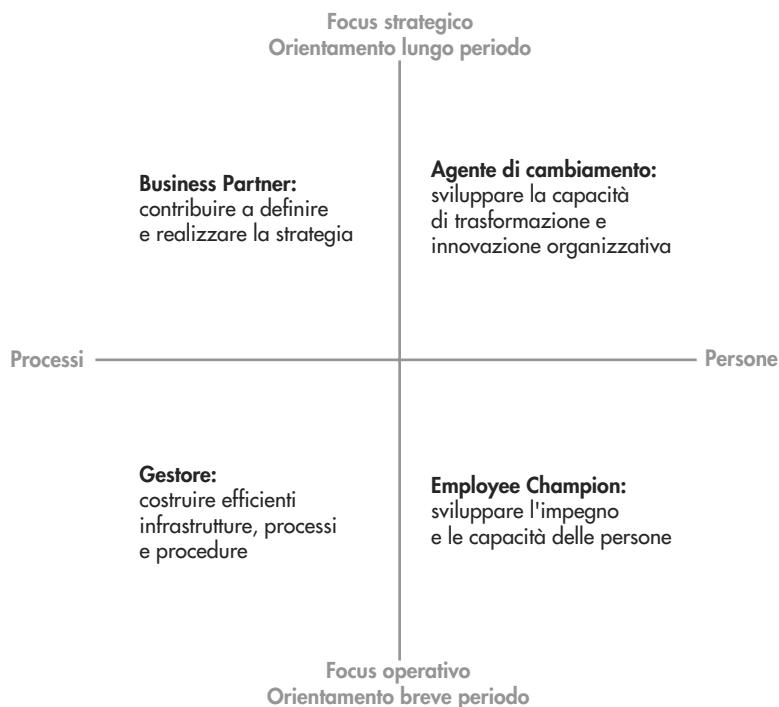 Focus strategico
Orientamento lungo periodo
Business Partner:
contribuire a definire
e realizzare la strategia
Agente di cambiamento:
sviluppare la capacità
di trasformazione e
innovazione organizzativa
Processi
Persone
Gestore:
costruire efficienti
infrastrutture, processi
e procedure
Employee Champion:
sviluppare l'impegno
e le capacità delle persone
Focus operativo
Orientamento breve periodo